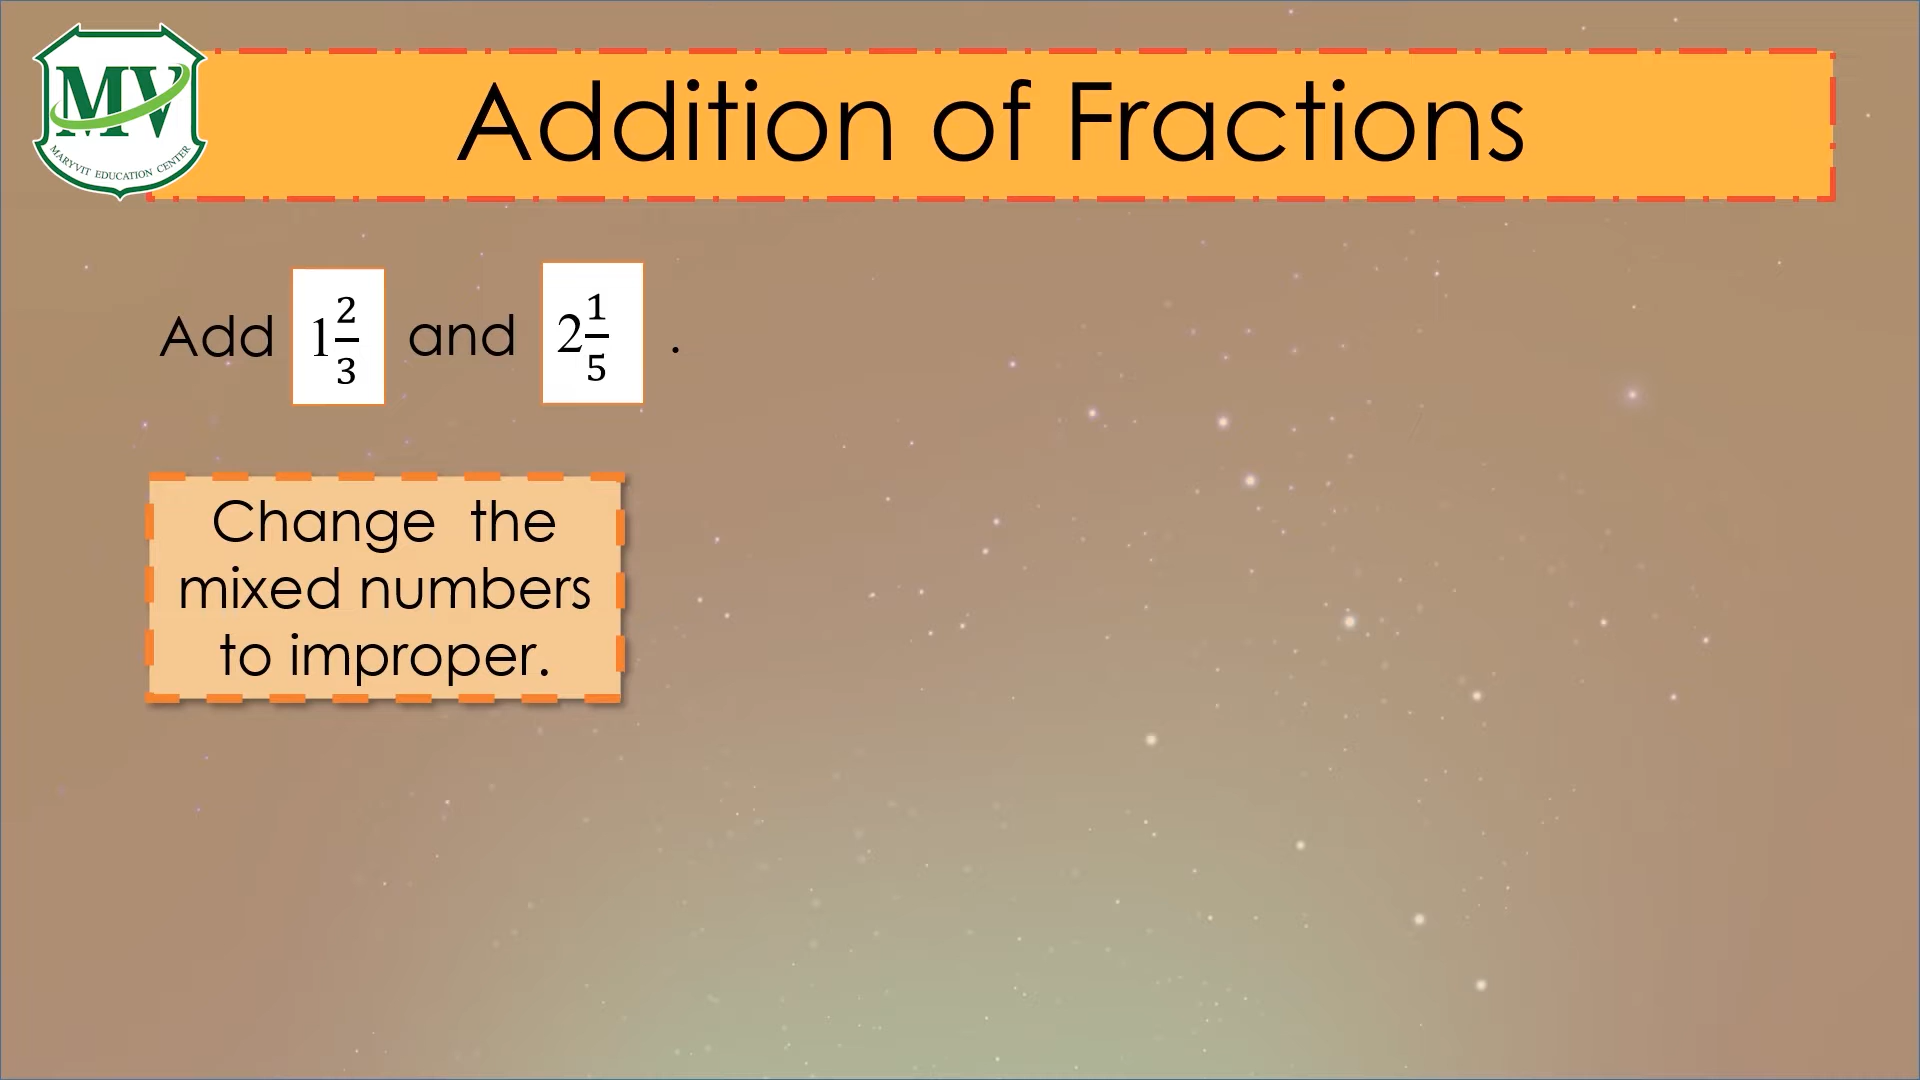 MV
MARYVIT EDUCATION CENTER
Addition of Fractions
Add 1 2/3 and 2 1/5 .
Change the
mixed numbers
to improper.